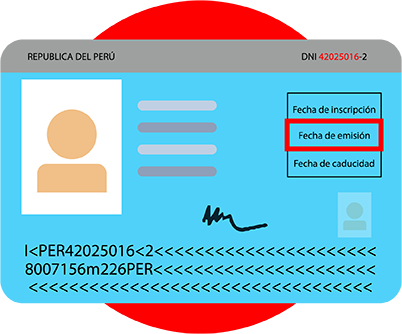 REPUBLICA DEL PERÚ
DNI 42025016-2
Fecha de inscripción
Fecha de emisión
Fecha de caducidad
I<PER42025016<2<<<<<<<<<<<<<<<<<<<<<
8007156m226PER<<<<<<<<<<<<<<<<<<<<<
<<<<<<<<<<<<<<<<<<<<<<<<<<<<<<<<<